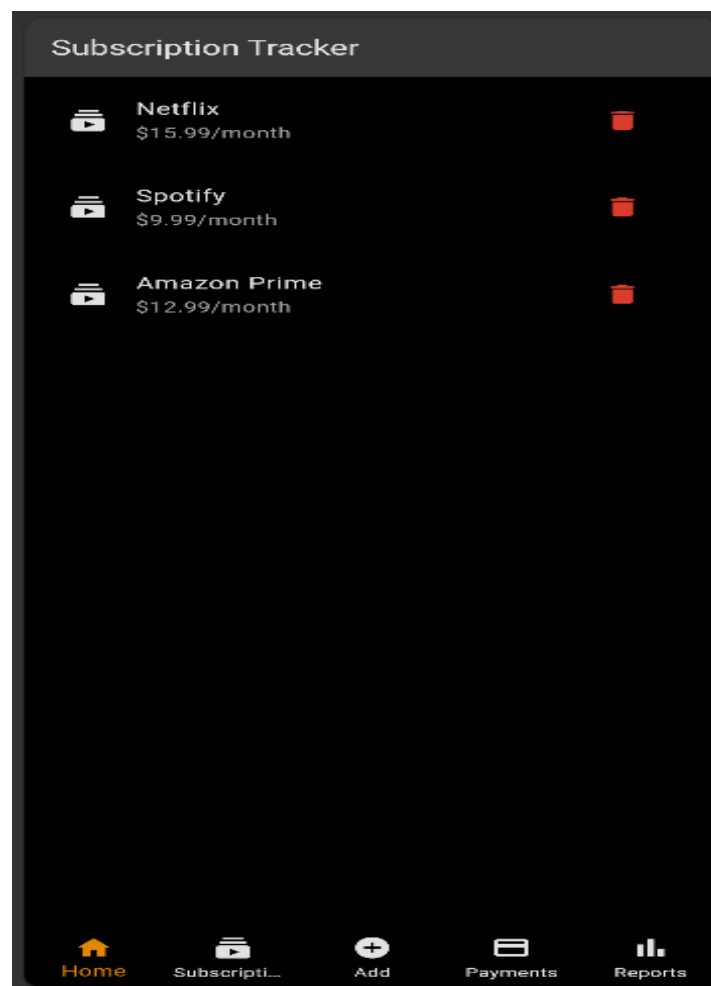 Subscription Tracker
Netflix
$15.99/month
Spotify
$9.99/month
Amazon Prime
$12.99/month
Home
Subscripti...
Add
Payments
Reports